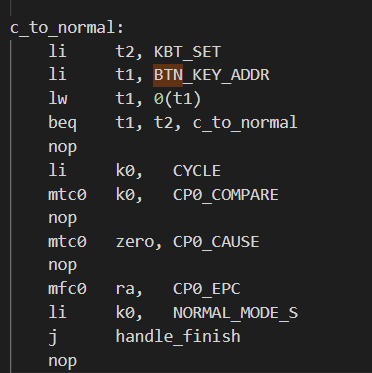 c_to_normal:
li t2, KBT_SET
li t1, BTN_KEY_ADDR
lw t1, 0(t1)
beq t1, t2, c_to_normal
nop
li k0, CYCLE
mtc0 k0, CP0_COMPARE
nop
mtc0 zero, CP0_CAUSE
nop
mfc0 ra, CP0_EPC
li k0, NORMAL_MODE_S
j handle_finish
nop